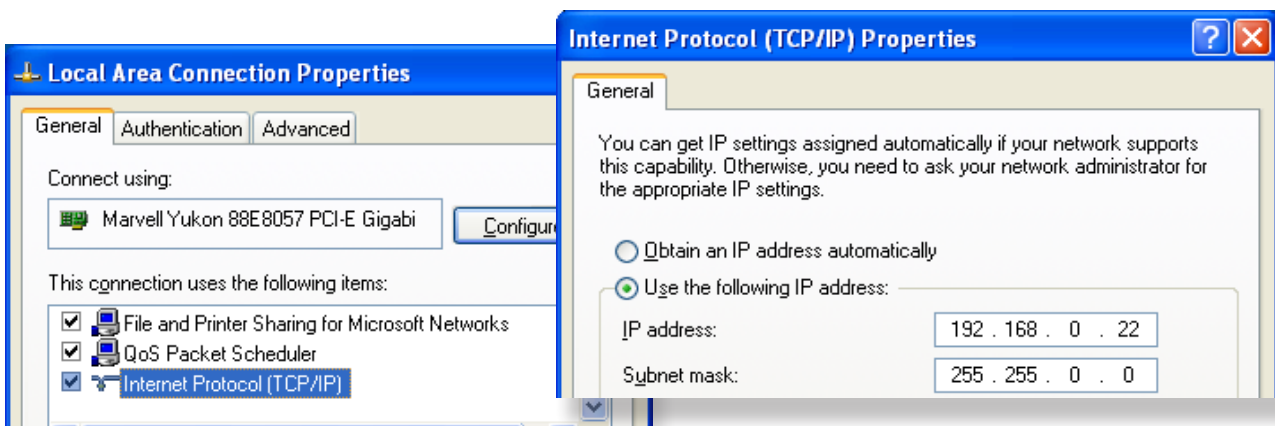 Local Area Connection Properties
General Authentication Advanced
Connect using:
Marvell Yukon 88E8057 PCI-E Gigabi
This connection uses the following items:
File and Printer Sharing for Microsoft Networks
QoS Packet Scheduler
Internet Protocol (TCP/IP)
Internet Protocol (TCP/IP) Properties
General
You can get IP settings assigned automatically if your network supports
this capability. Otherwise, you need to ask your network administrator for
the appropriate IP settings.
Obtain an IP address automatically
Use the following IP address:
IP address: 192 . 168 . 0 . 22
Subnet mask: 255 . 255 . 0 . 0